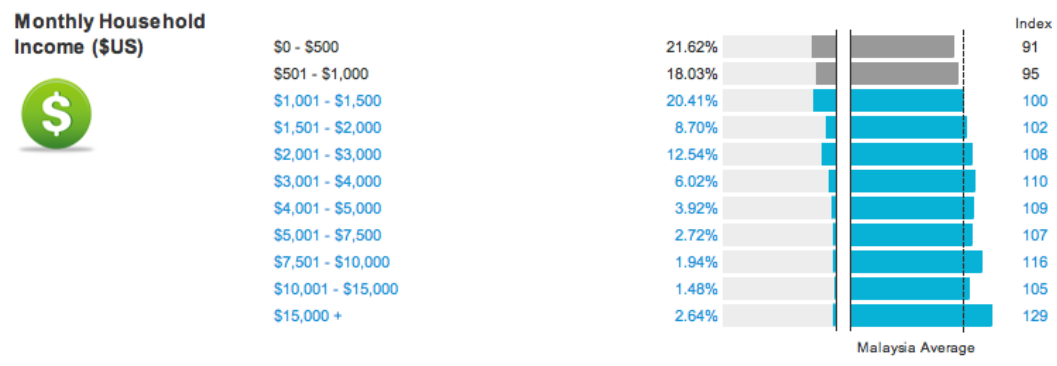 Monthly Household
Income ($US)
$
Index
$0 - $500 21.62% 91
$501 - $1,000 18.03% 95
$1,001 - $1,500 20.41% 100
$1,501 - $2,000 8.70% 102
$2,001 - $3,000 12.54% 108
$3,001 - $4,000 6.02% 110
$4,001 - $5,000 3.92% 109
$5,001 - $7,500 2.72% 107
$7,501 - $10,000 1.94% 116
$10,001 - $15,000 1.48% 105
$15,000 + 2.64% 129
Malaysia Average